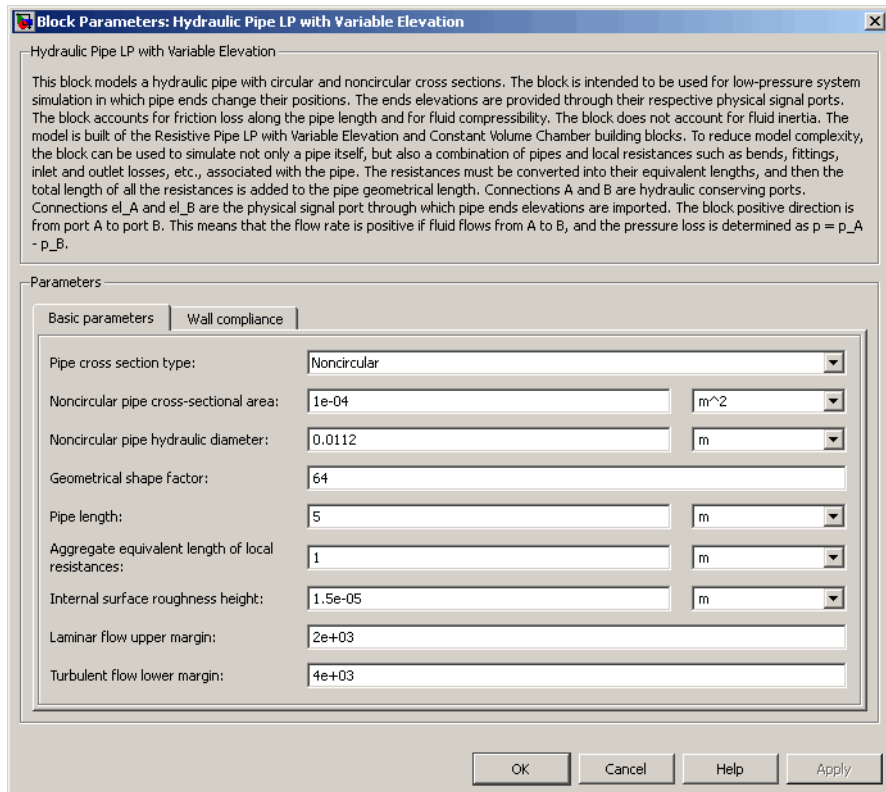 Block Parameters: Hydraulic Pipe LP with Variable Elevation
Hydraulic Pipe LP with Variable Elevation
This block models a hydraulic pipe with circular and noncircular cross sections. The block is intended to be used for low-pressure system
simulation in which pipe ends change their positions. The ends elevations are provided through their respective physical signal ports.
The block accounts for friction loss along the pipe length and for fluid compressibility. The block does not account for fluid inertia. The
model is built of the Resistive Pipe LP with Variable Elevation and Constant Volume Chamber building blocks. To reduce model complexity,
the block can be used to simulate not only a pipe itself, but also a combination of pipes and local resistances such as bends, fittings,
inlet and outlet losses, etc., associated with the pipe. The resistances must be converted into their equivalent lengths, and then the
total length of all the resistances is added to the pipe geometrical length. Connections A and B are hydraulic conserving ports.
Connections el_A and el_B are the physical signal port through which pipe ends elevations are imported. The block positive direction is
from port A to port B. This means that the flow rate is positive if fluid flows from A to B, and the pressure loss is determined as p = p_A
- p_B.
Parameters
Basic parameters Wall compliance
Pipe cross section type: Noncircular
Noncircular pipe cross-sectional area: 1e-04 m^2
Noncircular pipe hydraulic diameter: 0.0112 m
Geometrical shape factor: 64
Pipe length: 5 m
Aggregate equivalent length of local
resistances: 1 m
Internal surface roughness height: 1.5e-05 m
Laminar flow upper margin: 2e+03
Turbulent flow lower margin: 4e+03
OK Cancel Help Apply